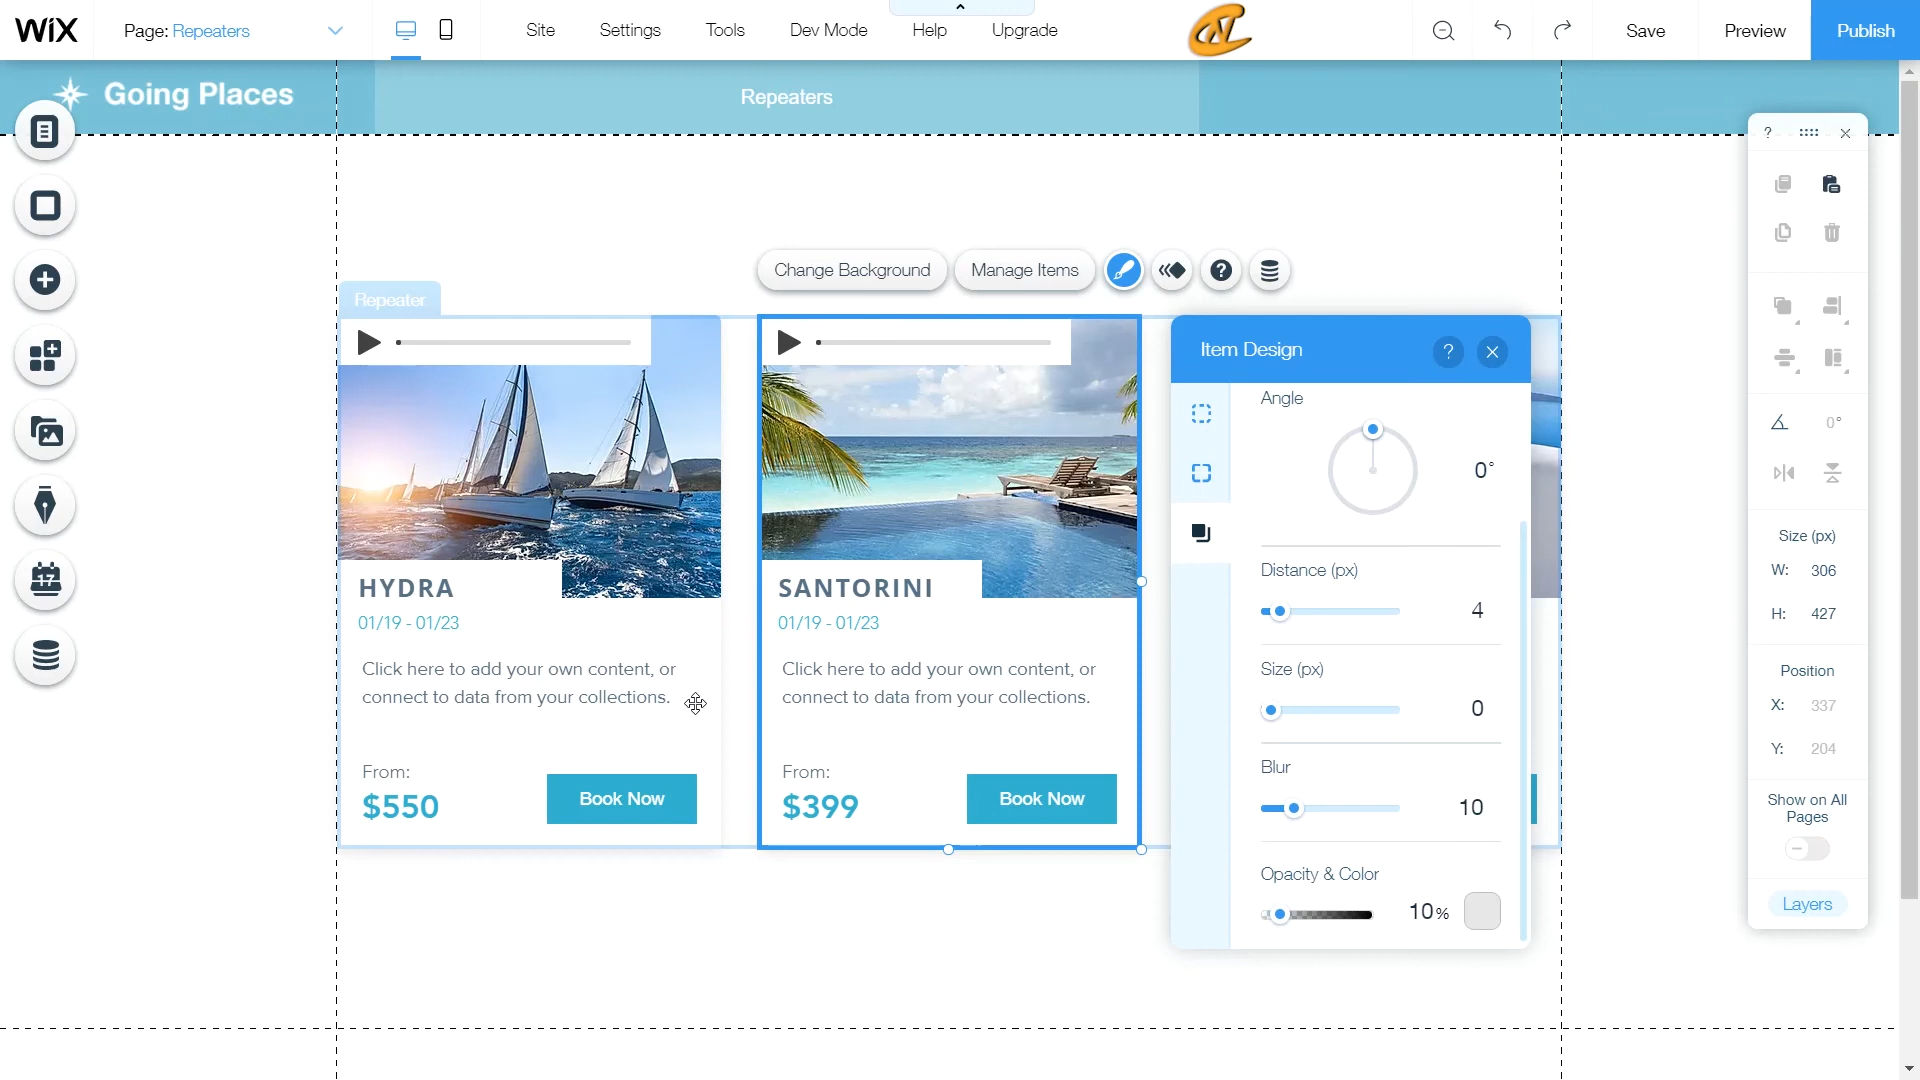 WiX
Page: Repeaters
Site
Settings
Tools
Dev Mode
Help
Upgrade
Save
Preview
Publish
Going Places
Repeaters
Change Background
Manage Items
Repeater
HYDRA
01/19 - 01/23
Click here to add your own content, or
connect to data from your collections.
From:
$550
Book Now
SANTORINI
01/19 - 01/23
Click here to add your own content, or
connect to data from your collections.
From:
$399
Book Now
Item Design
?
Angle
0°
Distance (px)
4
Size (px)
0
Blur
10
Opacity & Color
10%
?
0°
Size (px)
W: 306
H: 427
Position
X: 337
Y: 204
Show on All
Pages
Layers
17